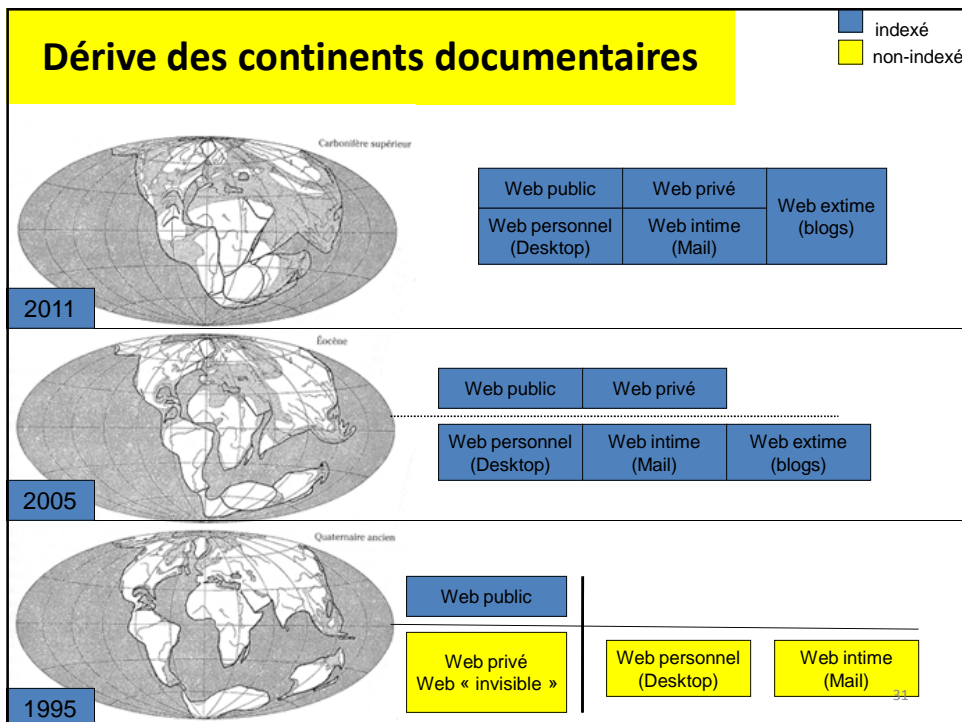 Dérive des continents documentaires
indexé
non-indexé
Carbonifère supérieur
Web public
Web privé
Web extime
(blogs)
Web personnel
(Desktop)
Web intime
(Mail)
2011
Éocène
Web public
Web privé
Web personnel
(Desktop)
Web intime
(Mail)
Web extime
(blogs)
2005
Quaternaire ancien
Web public
Web privé
Web « invisible »
Web personnel
(Desktop)
Web intime
(Mail)
31
1995